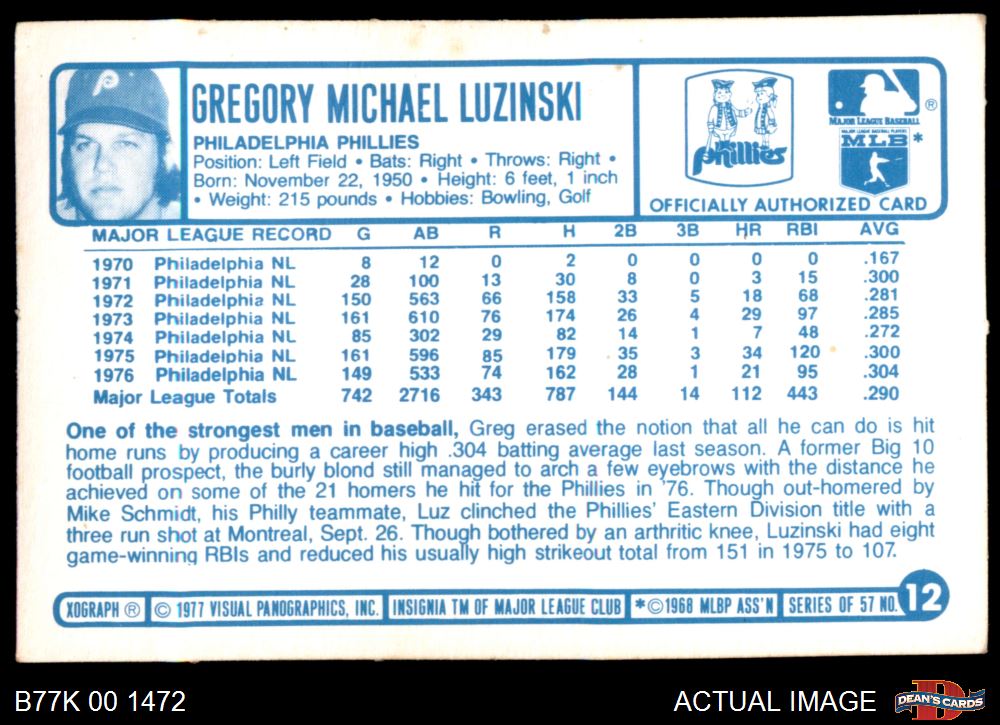 P
GREGORY MICHAEL LUZINSKI
PHILADELPHIA PHILLIES
Position: Left Field • Bats: Right • Throws: Right •
Born: November 22, 1950 • Height: 6 feet, 1 inch
• Weight: 215 pounds • Hobbies: Bowling, Golf
phillies
MAJOR LEAGUE BASEBALL ®
MAJOR LEAGUE BASEBALL PLAYERS
MLB *
OFFICIALLY AUTHORIZED CARD
MAJOR LEAGUE RECORD G AB R H 2B 3B HR RBI AVG
1970 Philadelphia NL 8 12 0 2 0 0 0 0 .167
1971 Philadelphia NL 28 100 13 30 8 0 3 15 .300
1972 Philadelphia NL 150 563 66 158 33 5 18 68 .281
1973 Philadelphia NL 161 610 76 174 26 4 29 97 .285
1974 Philadelphia NL 85 302 29 82 14 1 7 48 .272
1975 Philadelphia NL 161 596 85 179 35 3 34 120 .300
1976 Philadelphia NL 149 533 74 162 28 1 21 95 .304
Major League Totals 742 2716 343 787 144 14 112 443 .290
One of the strongest men in baseball, Greg erased the notion that all he can do is hit
home runs by producing a career high .304 batting average last season. A former Big 10
football prospect, the burly blond still managed to arch a few eyebrows with the distance he
achieved on some of the 21 homers he hit for the Phillies in '76. Though out-homered by
Mike Schmidt, his Philly teammate, Luz clinched the Phillies' Eastern Division title with a
three run shot at Montreal, Sept. 26. Though bothered by an arthritic knee, Luzinski had eight
game-winning RBIs and reduced his usually high strikeout total from 151 in 1975 to 107.
XOGRAPH ® © 1977 VISUAL PANOGRAPHICS, INC. INSIGNIA TM OF MAJOR LEAGUE CLUB *©1968 MLBP ASS'N SERIES OF 57 NO. 12
B77K 00 1472
ACTUAL IMAGE
D
DEAN'S CARDS